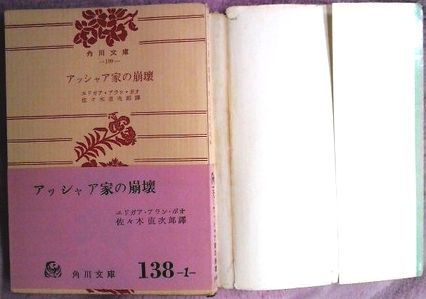 角川文庫
―199―
アッシャア家の崩壊
エドガア・アラン・ポオ
佐々木直次郎譯
アッシャア家の崩壊
エドガア・アラン・ポオ
佐々木直次郎譯
角川文庫
138-1-